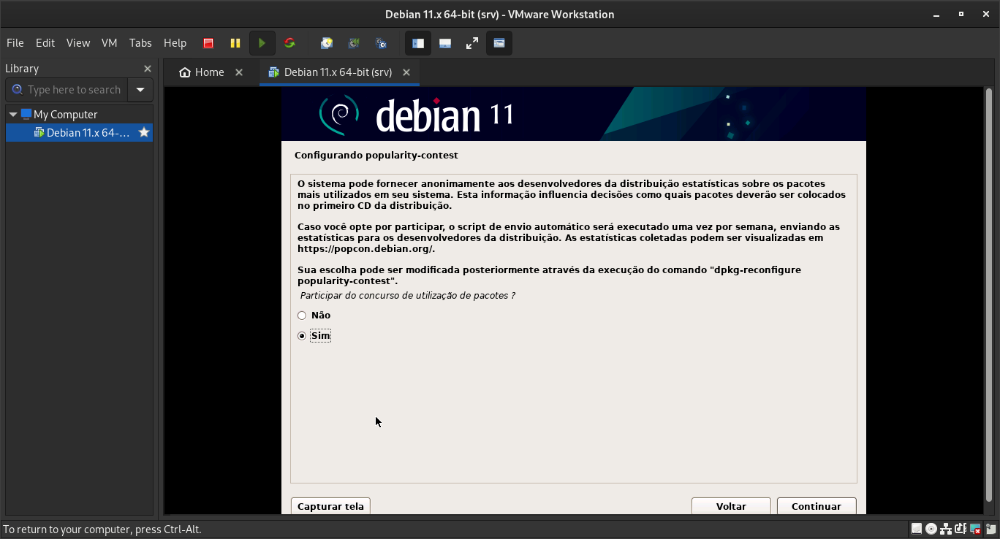 Debian 11.x 64-bit (srv) - VMware Workstation
File Edit View VM Tabs Help
Library
Home
Debian 11.x 64-bit (srv)
Type here to search
My Computer
Debian 11.x 64-...
debian 11
Configurando popularity-contest
O sistema pode fornecer anonimamente aos desenvolvedores da distribuição estatísticas sobre os pacotes
mais utilizados em seu sistema. Esta informação influencia decisões como quais pacotes deverão ser colocados
no primeiro CD da distribuição.
Caso você opte por participar, o script de envio automático será executado uma vez por semana, enviando as
estatísticas para os desenvolvedores da distribuição. As estatísticas coletadas podem ser visualizadas em
https://popcon.debian.org/.
Sua escolha pode ser modificada posteriormente através da execução do comando "dpkg-reconfigure
popularity-contest".
Participar do concurso de utilização de pacotes ?
Não
Sim
Capturar tela
Voltar
Continuar
To return to your computer, press Ctrl-Alt.